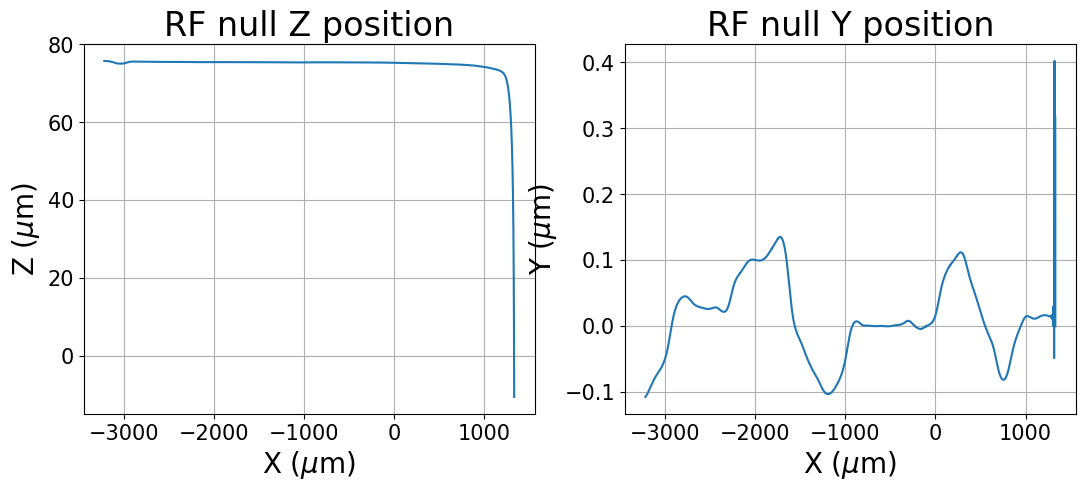 RF null Z position
80
60
40
20
0
Z (μm)
−3000 −2000 −1000 0 1000
X (μm)
RF null Y position
0.4
0.3
0.2
0.1
0.0
−0.1
Y (μm)
−3000 −2000 −1000 0 1000
X (μm)